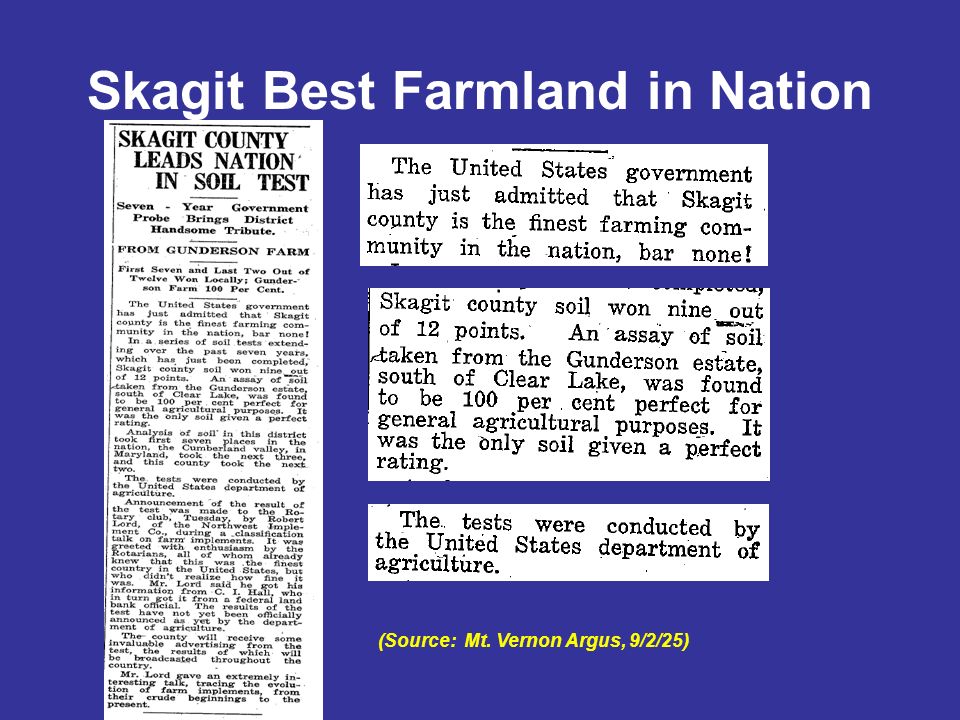 Skagit Best Farmland in Nation
SKAGIT COUNTY
LEADS NATION
IN SOIL TEST
Seven - Year Government
Probe Brings District
Handsome Tribute.
FROM GUNDERSON FARM
First Seven and Last Two Out of
Twelve Won Locally; Gunder-
son Farm 100 Per Cent.
The United States government
has just admitted that Skagit
county is the finest farming com-
munity in the nation, bar none!
In a series of soil tests extend-
ing over the past seven years,
which has just been completed,
Skagit county soil won nine out
of 12 points. An assay of soil
taken from the Gunderson estate,
south of Clear Lake, was found
to be 100 per cent perfect for
general agricultural purposes. It
was the only soil given a perfect
rating.
Analysis of soil in this district
took first seven places in the
nation, the Cumberland valley, in
Maryland, took the next three,
and this county took the next
two.
The tests were conducted by
the United States department of
agriculture.
Announcement of the result of
the test was made to the Ro-
tary club, Tuesday, by Robert
Lord, of the Northwest Imple-
ment Co., during a classification
talk on farm implements. It was
greeted with enthusiasm by the
Rotarians, all of whom already
knew that this was the finest
country in the United States, but
who didn't realize how fine it
was. Mr. Lord said he got his
information from C. I. Hall, who
in turn got it from a federal land
bank official. The results of the
test have not yet been officially
announced as yet by the depart-
ment of agriculture.
The county will receive some
invaluable advertising from the
test, the results of which will
be broadcasted throughout the
country.
Mr. Lord gave an extremely in-
teresting talk, tracing the evolu-
tion of farm implements, from
their crude beginnings to the
present.
The United States government
has just admitted that Skagit
county is the finest farming com-
munity in the nation, bar none!
completed,
Skagit county soil won nine out
of 12 points. An assay of soil
taken from the Gunderson estate,
south of Clear Lake, was found
to be 100 per cent perfect for
general agricultural purposes. It
was the only soil given a perfect
rating.
The tests were conducted by
the United States department of
agriculture.
(Source: Mt. Vernon Argus, 9/2/25)